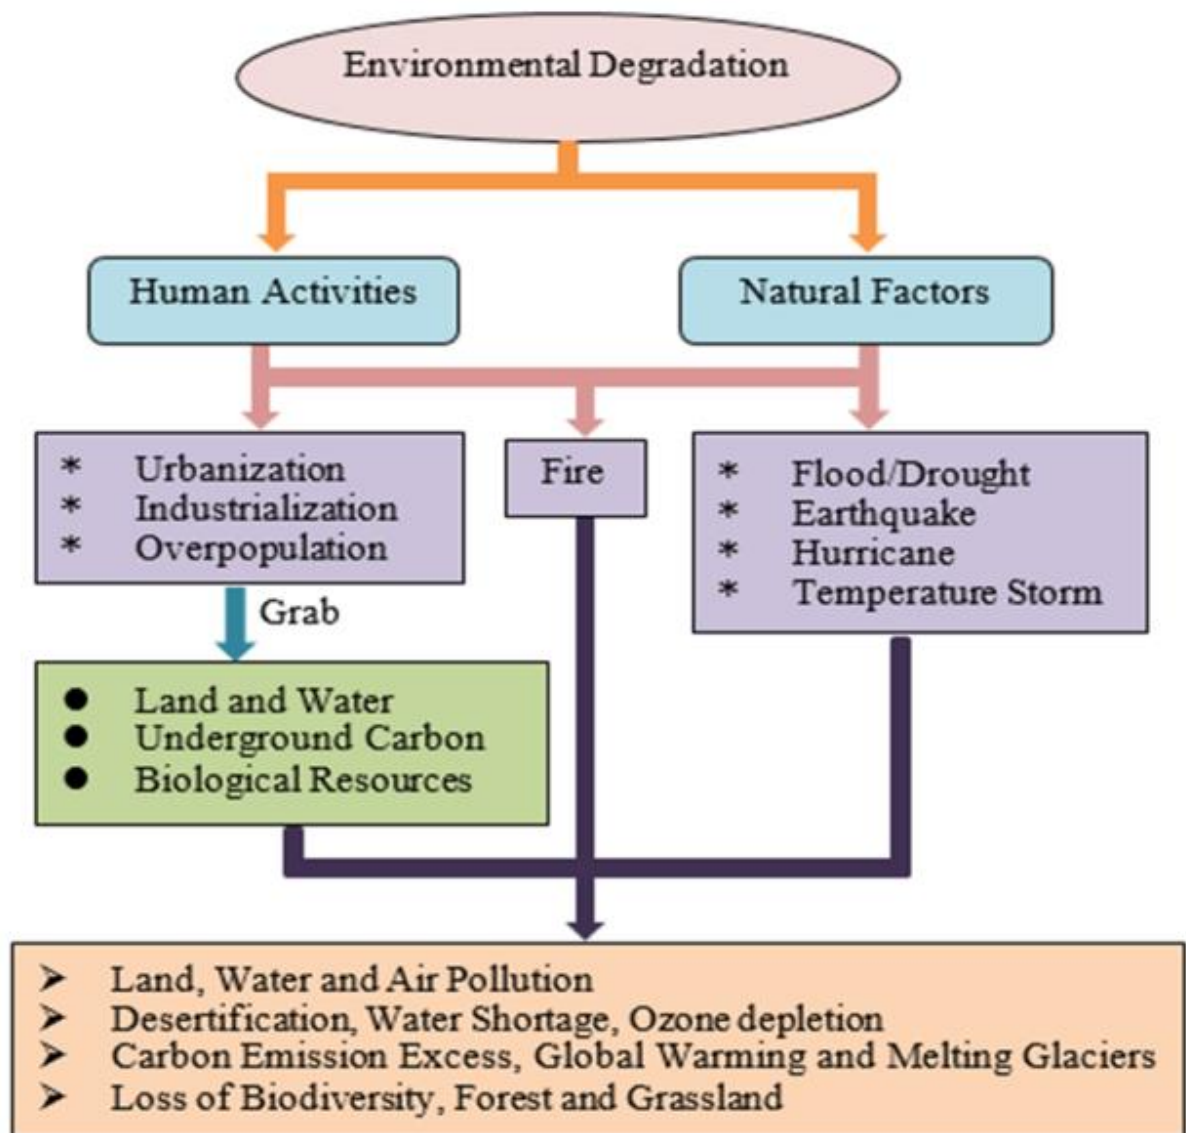 Environmental Degradation
Human Activities
Natural Factors
* Urbanization
* Industrialization
* Overpopulation
Fire
* Flood/Drought
* Earthquake
* Hurricane
* Temperature Storm
Grab
● Land and Water
● Underground Carbon
● Biological Resources
➢ Land, Water and Air Pollution
➢ Desertification, Water Shortage, Ozone depletion
➢ Carbon Emission Excess, Global Warming and Melting Glaciers
➢ Loss of Biodiversity, Forest and Grassland